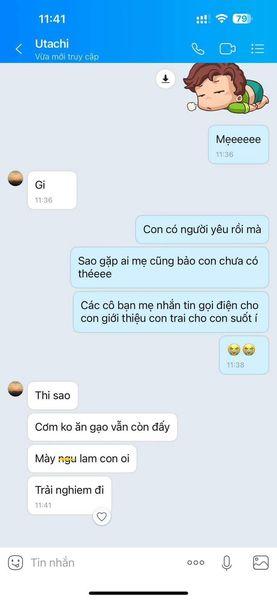 11:41
79
Utachi
Vừa mới truy cập
Mẹeeeee
11:36
Gi
11:36
Con có người yêu rồi mà
Sao gặp ai mẹ cũng bảo con chưa có
théeee
Các cô bạn mẹ nhắn tin gọi điện cho
con giới thiệu con trai cho con suốt í
11:38
Thi sao
Cơm ko ăn gạo vẫn còn đấy
Mày ngu lam con oi
Trải nghiem đi
11:41
Tin nhắn